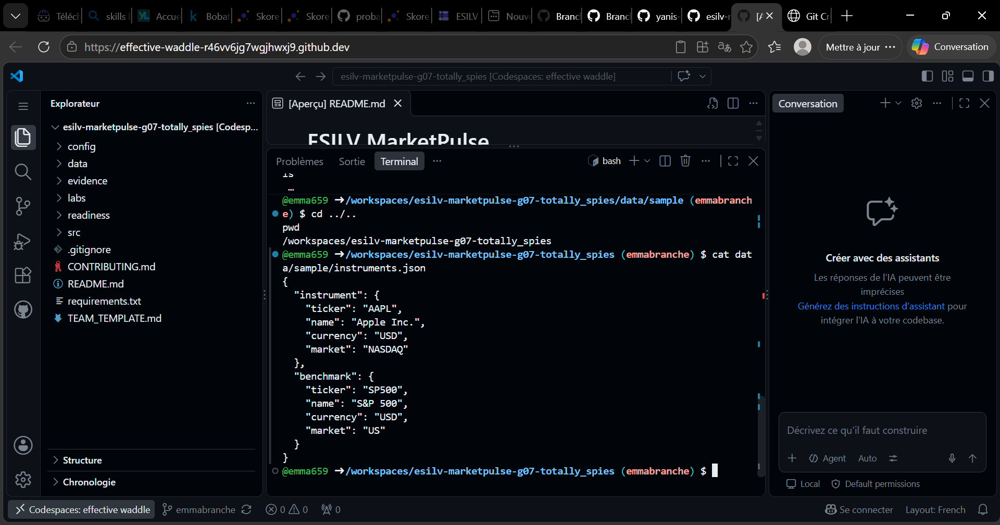 Téléch
skills
Accue
Bobat
Skore
Skore
proba
Skore
ESILV
Nouv
Branc
Branc
yanis-
esilv-r
[A
Git Cr
https://effective-waddle-r46vv6jg7wgjhwxj9.github.dev
Mettre à jour
Conversation
esilv-marketpulse-g07-totally_spies [Codespaces: effective waddle]
Explorateur
esilv-marketpulse-g07-totally_spies [Codesp...
config
data
evidence
labs
readiness
src
.gitignore
CONTRIBUTING.md
README.md
requirements.txt
TEAM_TEMPLATE.md
Structure
Chronologie
[Aperçu] README.md
ESILV MarketPulse
Problèmes
Sortie
Terminal
bash
ls
…
@emma659 ➜/workspaces/esilv-marketpulse-g07-totally_spies/data/sample (emmabranch
e) $ cd ../..
pwd
/workspaces/esilv-marketpulse-g07-totally_spies
@emma659 ➜/workspaces/esilv-marketpulse-g07-totally_spies (emmabranche) $ cat dat
a/sample/instruments.json
{
"instrument": {
"ticker": "AAPL",
"name": "Apple Inc.",
"currency": "USD",
"market": "NASDAQ"
},
"benchmark": {
"ticker": "SP500",
"name": "S&P 500",
"currency": "USD",
"market": "US"
}
}
@emma659 ➜/workspaces/esilv-marketpulse-g07-totally_spies (emmabranche) $
Conversation
Créer avec des assistants
Les réponses de l'IA peuvent être
imprécises
Générez des instructions d'assistant pour
intégrer l'IA à votre codebase.
Décrivez ce qu'il faut construire
Agent
Auto
Local
Default permissions
Codespaces: effective waddle
emmabranche
0
0
0
Se connecter
Layout: French